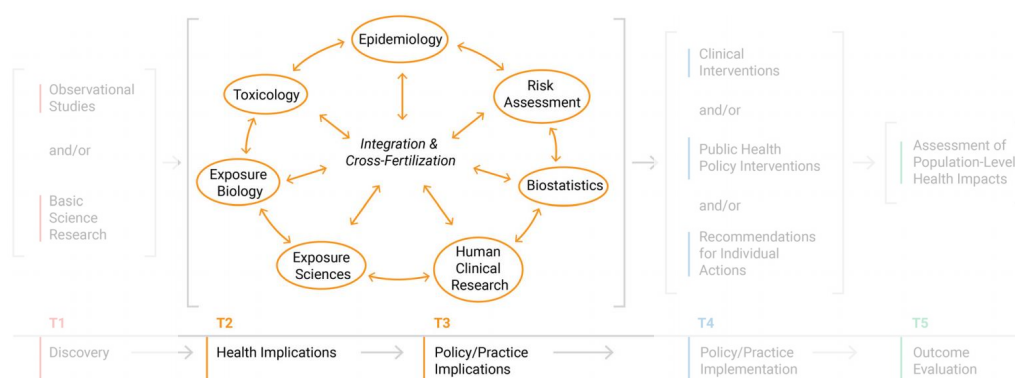 Observational
Studies
and/or
Basic
Science
Research
Epidemiology
Toxicology
Risk
Assessment
Integration &
Cross-Fertilization
Exposure
Biology
Biostatistics
Exposure
Sciences
Human
Clinical
Research
Clinical
Interventions
and/or
Public Health
Policy Interventions
and/or
Recommendations
for Individual
Actions
Assessment of
Population-Level
Health Impacts
T1
Discovery
T2
Health Implications
T3
Policy/Practice
Implications
T4
Policy/Practice
Implementation
T5
Outcome
Evaluation